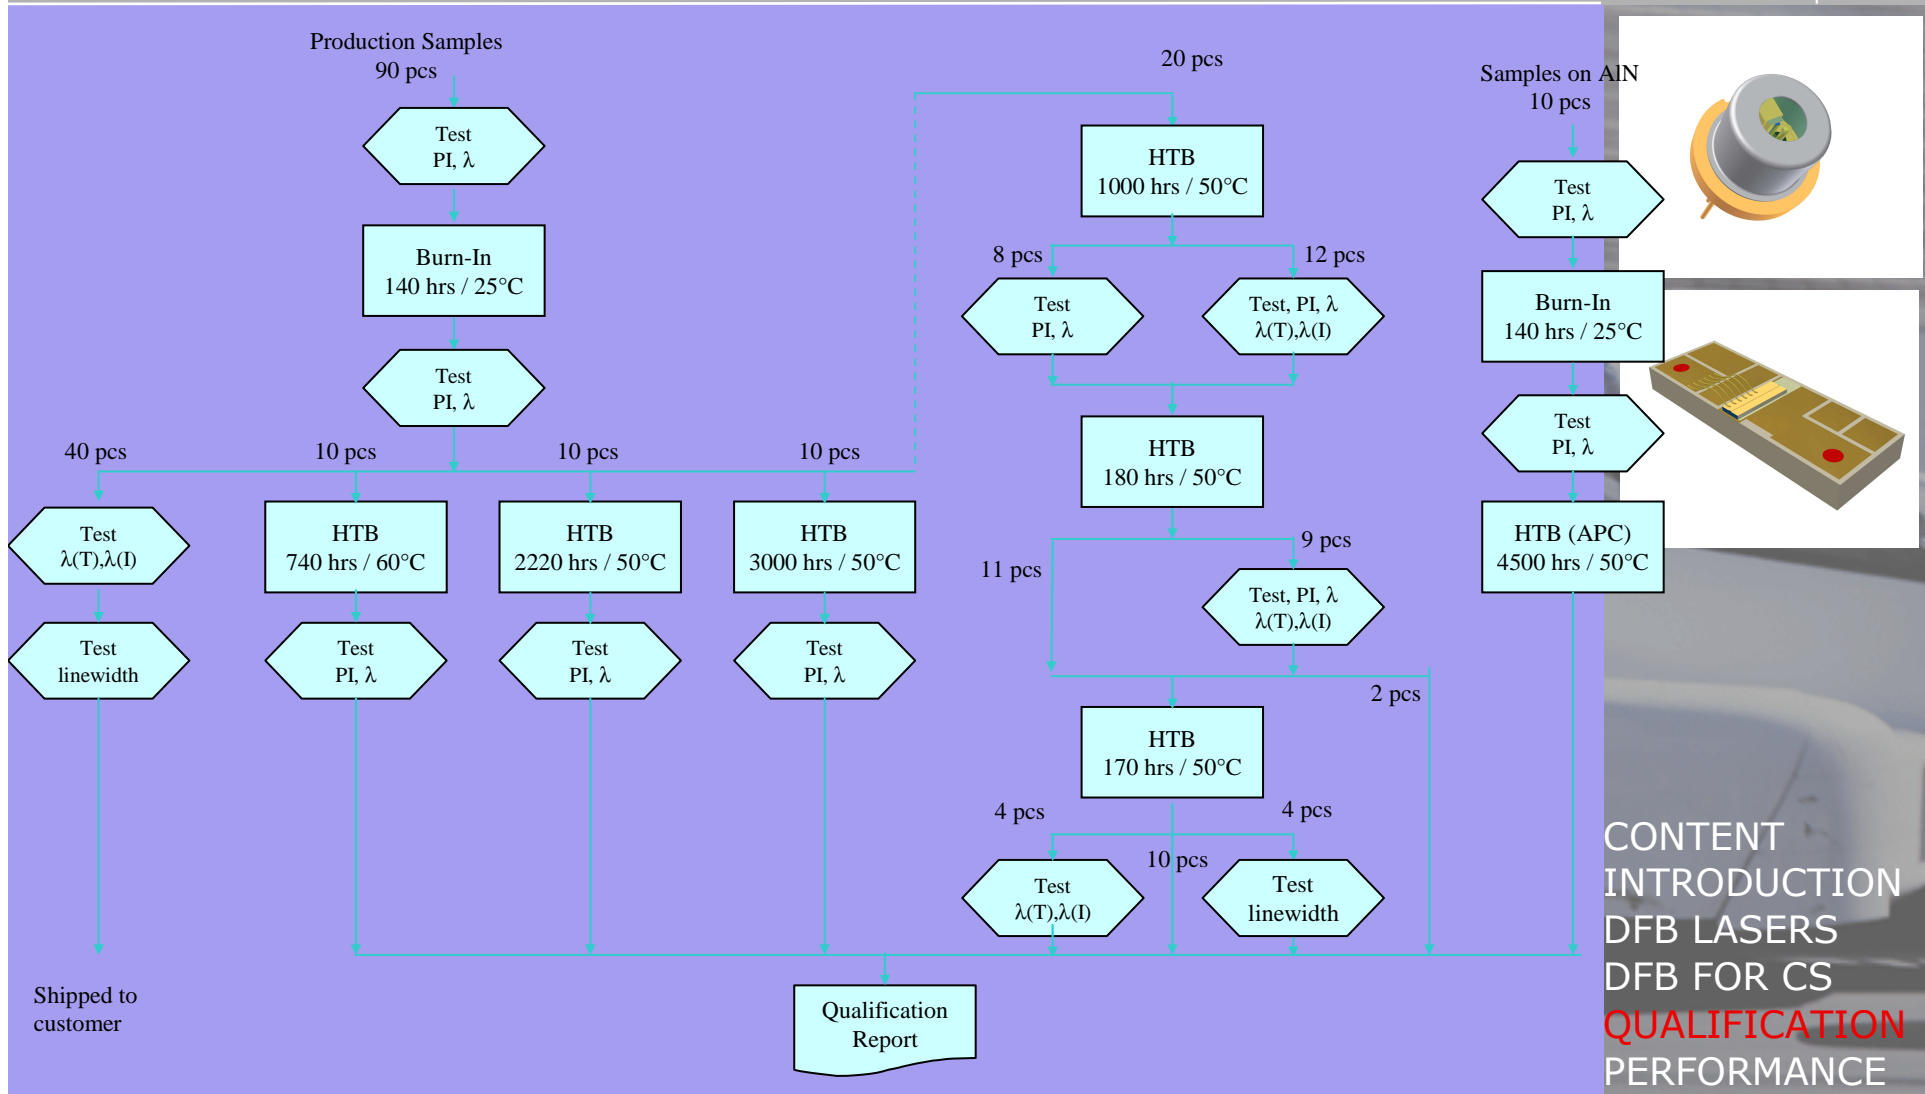 Production Samples
90 pcs
Test
PI, λ
Burn-In
140 hrs / 25°C
Test
PI, λ
40 pcs
10 pcs
10 pcs
10 pcs
Test
λ(T),λ(I)
HTB
740 hrs / 60°C
HTB
2220 hrs / 50°C
HTB
3000 hrs / 50°C
Test
linewidth
Test
PI, λ
Test
PI, λ
Test
PI, λ
Shipped to
customer
20 pcs
HTB
1000 hrs / 50°C
8 pcs
12 pcs
Test
PI, λ
Test, PI, λ
λ(T),λ(I)
HTB
180 hrs / 50°C
11 pcs
9 pcs
Test, PI, λ
λ(T),λ(I)
2 pcs
HTB
170 hrs / 50°C
4 pcs
4 pcs
10 pcs
Test
λ(T),λ(I)
Test
linewidth
Qualification
Report
Samples on AlN
10 pcs
Test
PI, λ
Burn-In
140 hrs / 25°C
Test
PI, λ
HTB (APC)
4500 hrs / 50°C
CONTENT
INTRODUCTION
DFB LASERS
DFB FOR CS
QUALIFICATION
PERFORMANCE